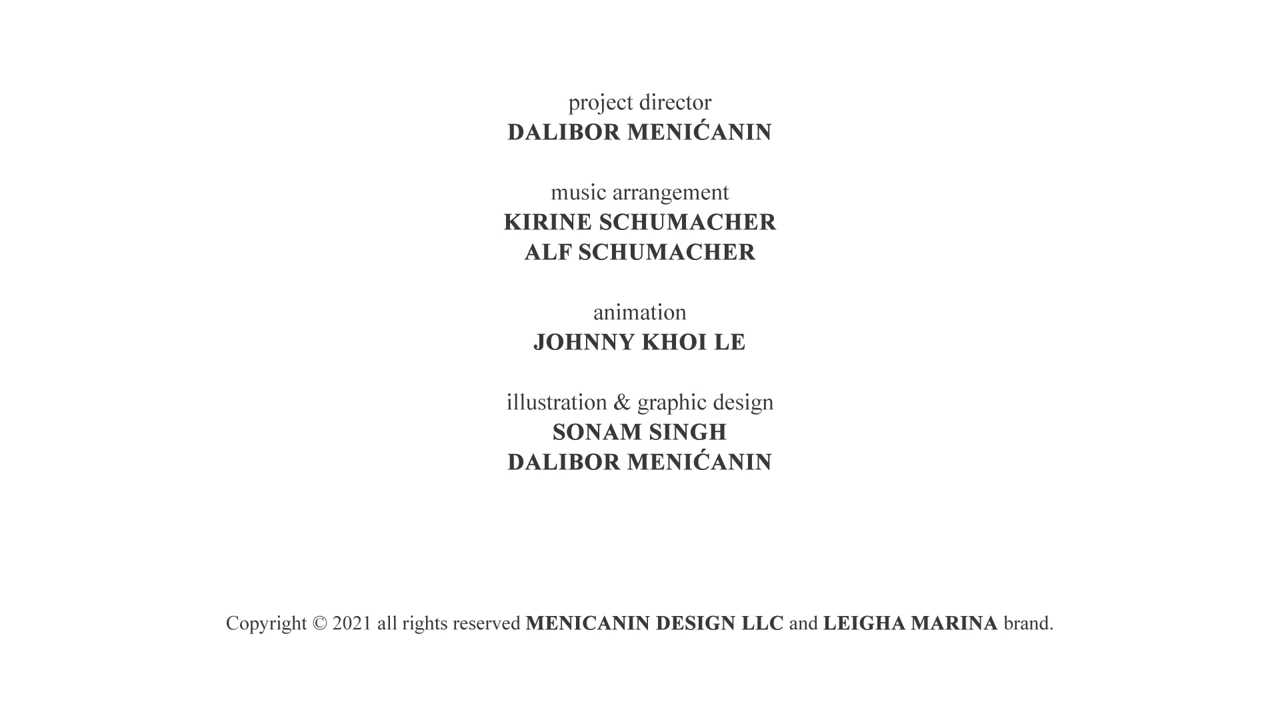 project director
DALIBOR MENIĆANIN
music arrangement
KIRINE SCHUMACHER
ALF SCHUMACHER
animation
JOHNNY KHOI LE
illustration & graphic design
SONAM SINGH
DALIBOR MENIĆANIN
Copyright © 2021 all rights reserved MENICANIN DESIGN LLC and LEIGHA MARINA brand.